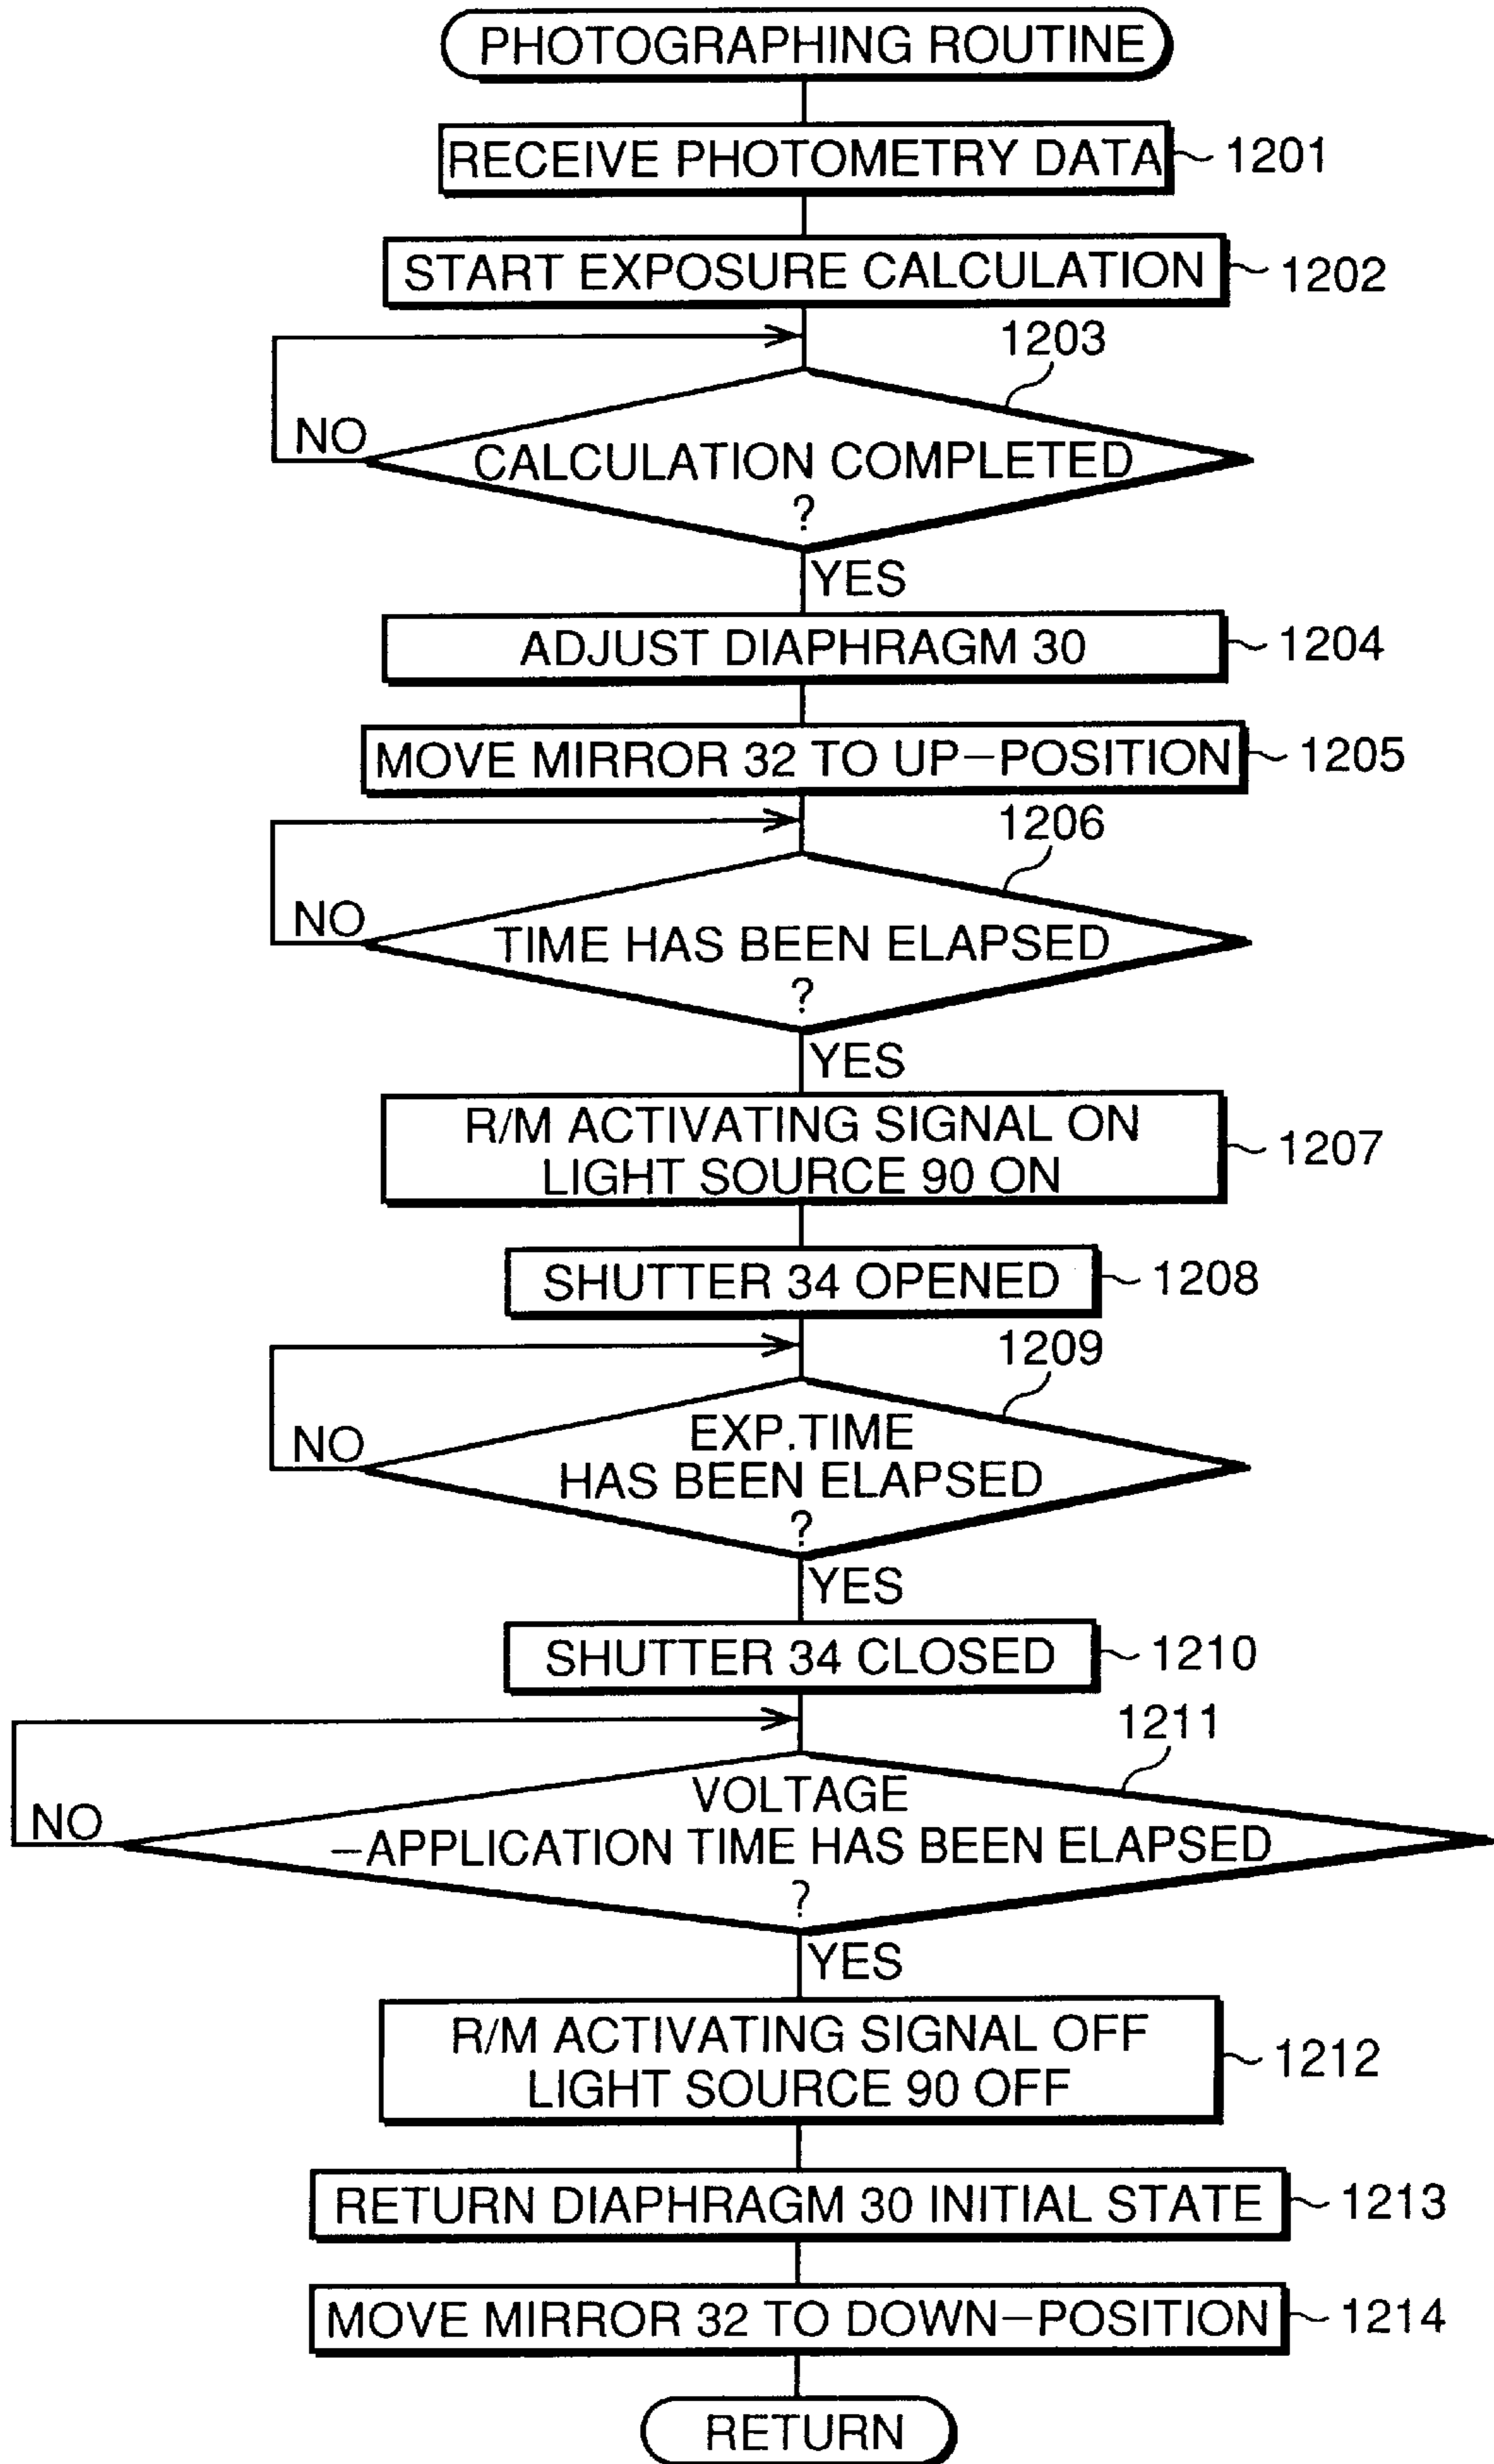 PHOTOGRAPHING ROUTINE
RECEIVE PHOTOMETRY DATA
1201
START EXPOSURE CALCULATION
1202
1203
NO
CALCULATION COMPLETED
?
YES
ADJUST DIAPHRAGM 30
1204
MOVE MIRROR 32 TO UP-POSITION
1205
1206
NO
TIME HAS BEEN ELAPSED
?
YES
R/M ACTIVATING SIGNAL ON
LIGHT SOURCE 90 ON
1207
SHUTTER 34 OPENED
1208
1209
NO
EXP.TIME
HAS BEEN ELAPSED
?
YES
SHUTTER 34 CLOSED
1210
1211
NO
VOLTAGE
-APPLICATION TIME HAS BEEN ELAPSED
?
YES
R/M ACTIVATING SIGNAL OFF
LIGHT SOURCE 90 OFF
1212
RETURN DIAPHRAGM 30 INITIAL STATE
1213
MOVE MIRROR 32 TO DOWN-POSITION
1214
RETURN